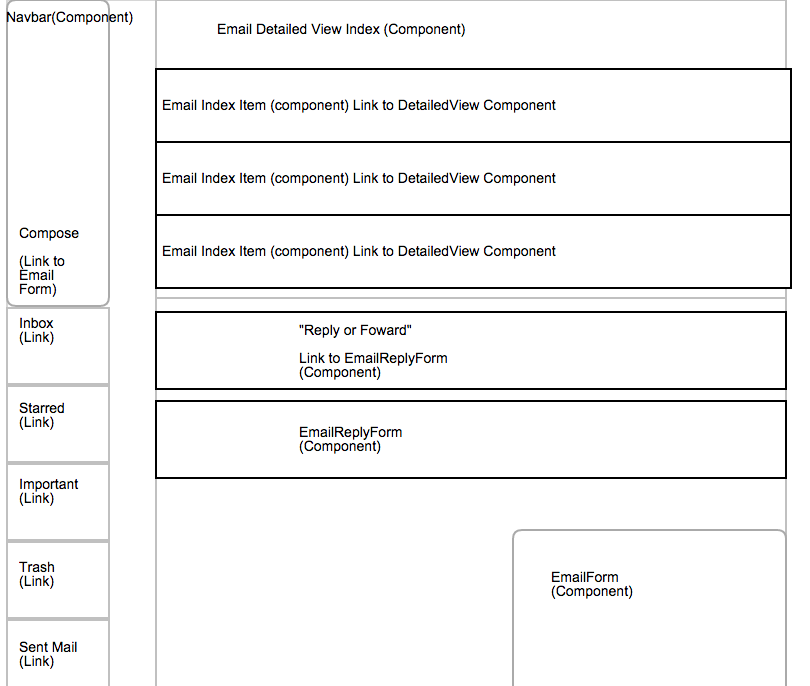 Navbar(Component)
Compose
(Link to
Email
Form)
Inbox
(Link)
Starred
(Link)
Important
(Link)
Trash
(Link)
Sent Mail
(Link)
Email Detailed View Index (Component)
Email Index Item (component) Link to DetailedView Component
Email Index Item (component) Link to DetailedView Component
Email Index Item (component) Link to DetailedView Component
"Reply or Foward"
Link to EmailReplyForm
(Component)
EmailReplyForm
(Component)
EmailForm
(Component)